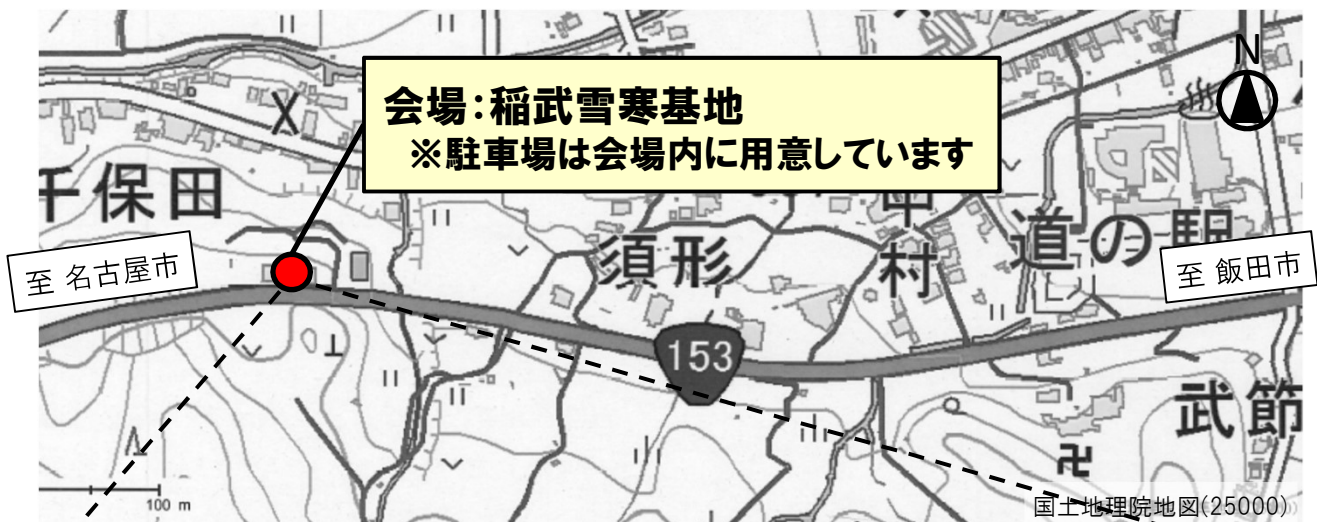 N
会場：稲武雪寒基地
※駐車場は会場内に用意しています
千保田
須形
中村
道の駅
至 名古屋市
至 飯田市
153
武節
100 m
国土地理院地図(25000)